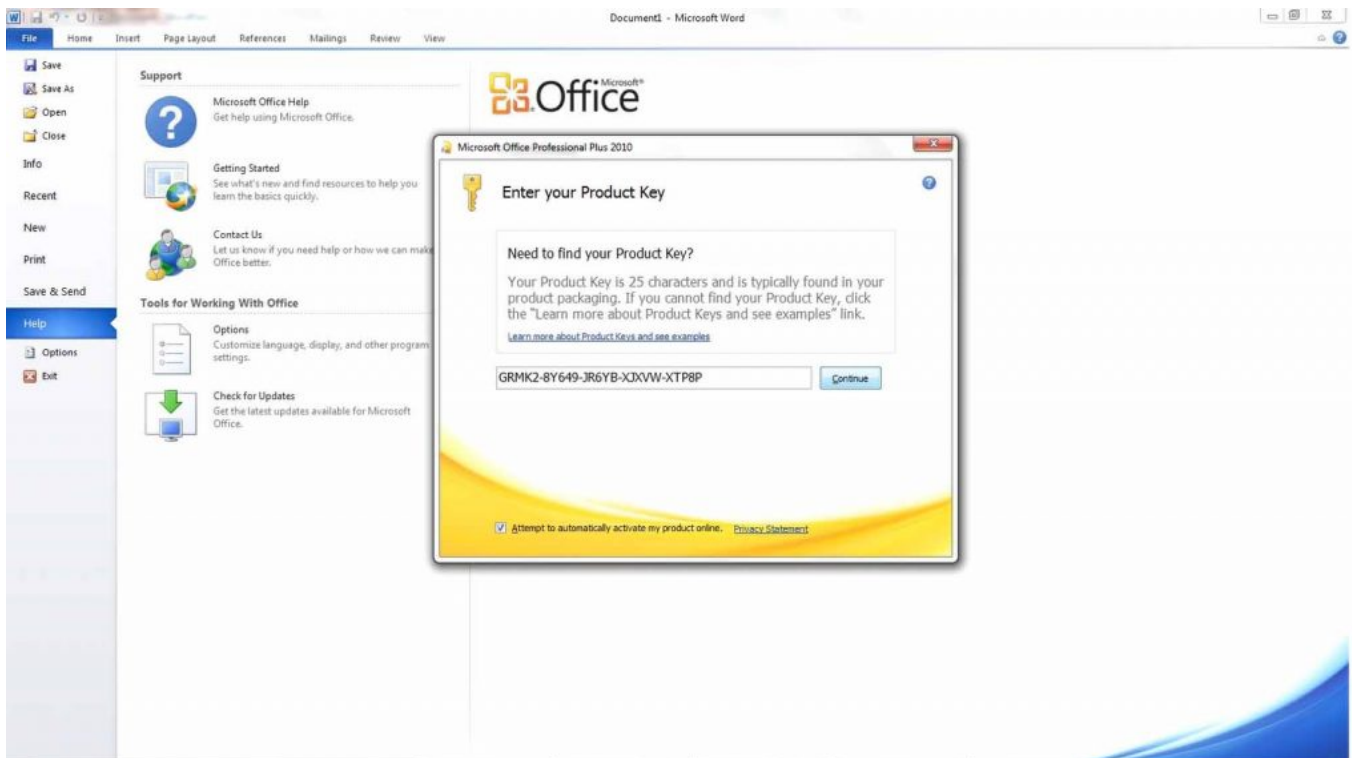 Document1 - Microsoft Word
File Home Insert Page Layout References Mailings Review View
Save
Save As
Open
Close
Info
Recent
New
Print
Save & Send
Help
Options
Exit
Support
Microsoft Office Help
Get help using Microsoft Office.
Getting Started
See what's new and find resources to help you
learn the basics quickly.
Contact Us
Let us know if you need help or how we can make
Office better.
Tools for Working With Office
Options
Customize language, display, and other program
settings.
Check for Updates
Get the latest updates available for Microsoft
Office.
Microsoft®
Office
Microsoft Office Professional Plus 2010
Enter your Product Key
Need to find your Product Key?
Your Product Key is 25 characters and is typically found in your
product packaging. If you cannot find your Product Key, click
the "Learn more about Product Keys and see examples" link.
Learn more about Product Keys and see examples
GRMK2-8Y649-JR6YB-XJXVW-XTP8P
Continue
Attempt to automatically activate my product online. Privacy Statement